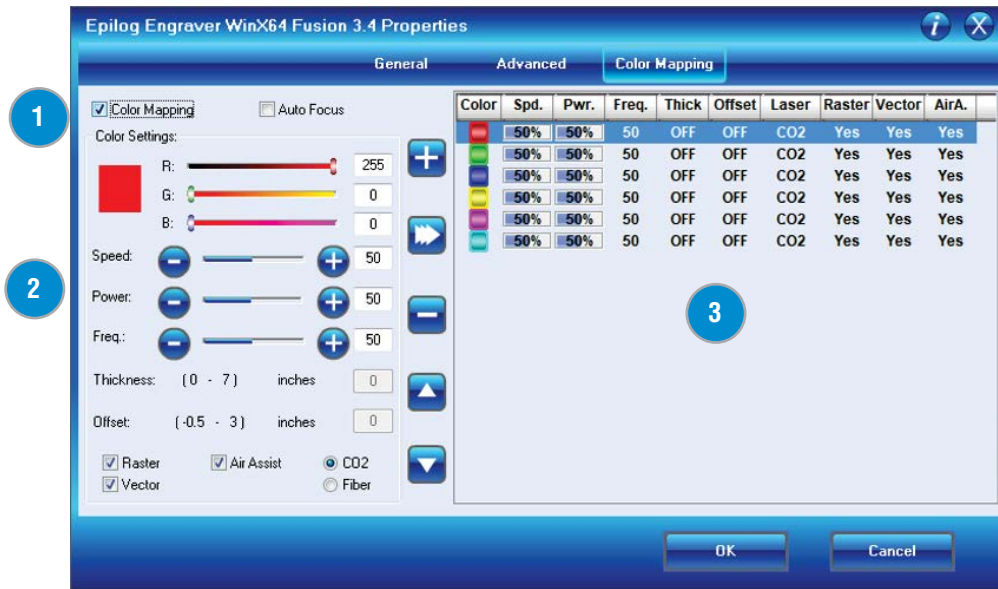 Epilog Engraver WinX64 Fusion 3.4 Properties
i X
General Advanced Color Mapping
1
Color Mapping Auto Focus
Color Settings:
R: 255
G: 0
B: 0
2
Speed: 50
Power: 50
Freq.: 50
Thickness: ( 0 - 7 ) inches 0
Offset: ( -0.5 - 3 ) inches 0
Raster Air Assist CO2
Vector Fiber
Color Spd. Pwr. Freq. Thick Offset Laser Raster Vector AirA.
50% 50% 50 OFF OFF CO2 Yes Yes Yes
50% 50% 50 OFF OFF CO2 Yes Yes Yes
50% 50% 50 OFF OFF CO2 Yes Yes Yes
50% 50% 50 OFF OFF CO2 Yes Yes Yes
50% 50% 50 OFF OFF CO2 Yes Yes Yes
50% 50% 50 OFF OFF CO2 Yes Yes Yes
3
OK Cancel